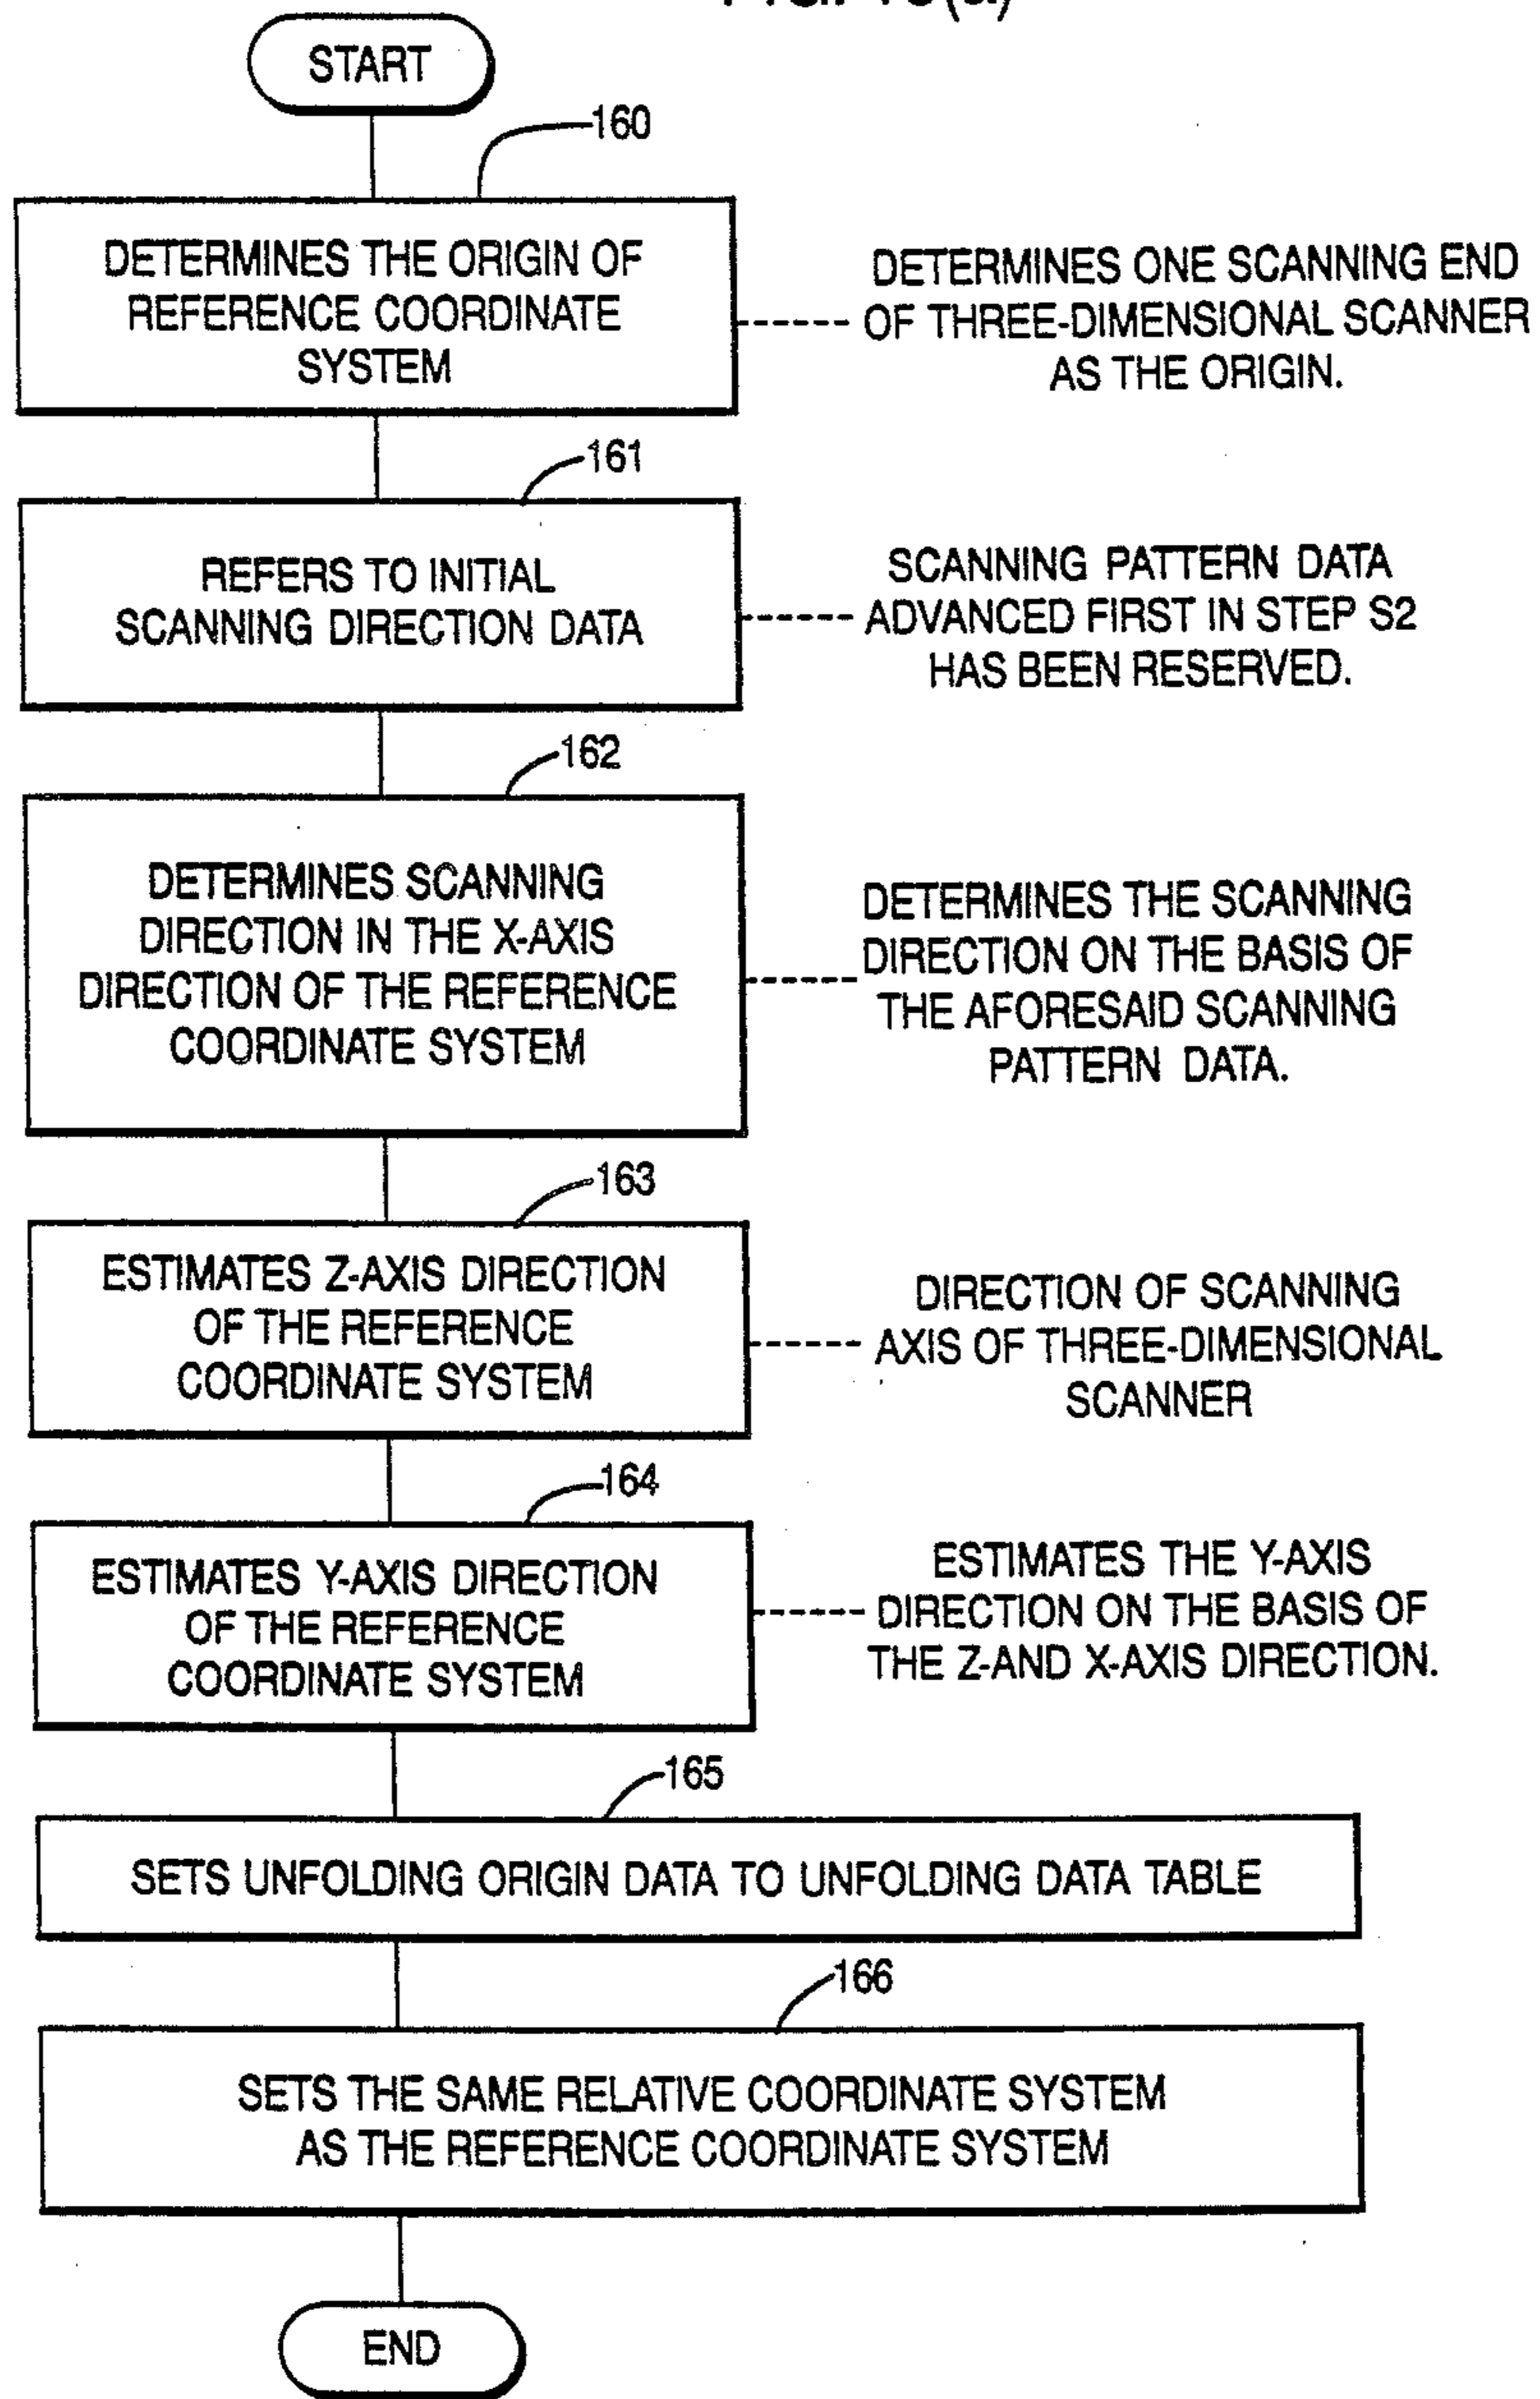 START
160
DETERMINES THE ORIGIN OF
REFERENCE COORDINATE
SYSTEM
DETERMINES ONE SCANNING END
OF THREE-DIMENSIONAL SCANNER
AS THE ORIGIN.
161
REFERS TO INITIAL
SCANNING DIRECTION DATA
SCANNING PATTERN DATA
ADVANCED FIRST IN STEP S2
HAS BEEN RESERVED.
162
DETERMINES SCANNING
DIRECTION IN THE X-AXIS
DIRECTION OF THE REFERENCE
COORDINATE SYSTEM
DETERMINES THE SCANNING
DIRECTION ON THE BASIS OF
THE AFORESAID SCANNING
PATTERN DATA.
163
ESTIMATES Z-AXIS DIRECTION
OF THE REFERENCE
COORDINATE SYSTEM
DIRECTION OF SCANNING
AXIS OF THREE-DIMENSIONAL
SCANNER
164
ESTIMATES Y-AXIS DIRECTION
OF THE REFERENCE
COORDINATE SYSTEM
ESTIMATES THE Y-AXIS
DIRECTION ON THE BASIS OF
THE Z-AND X-AXIS DIRECTION.
165
SETS UNFOLDING ORIGIN DATA TO UNFOLDING DATA TABLE
166
SETS THE SAME RELATIVE COORDINATE SYSTEM
AS THE REFERENCE COORDINATE SYSTEM
END